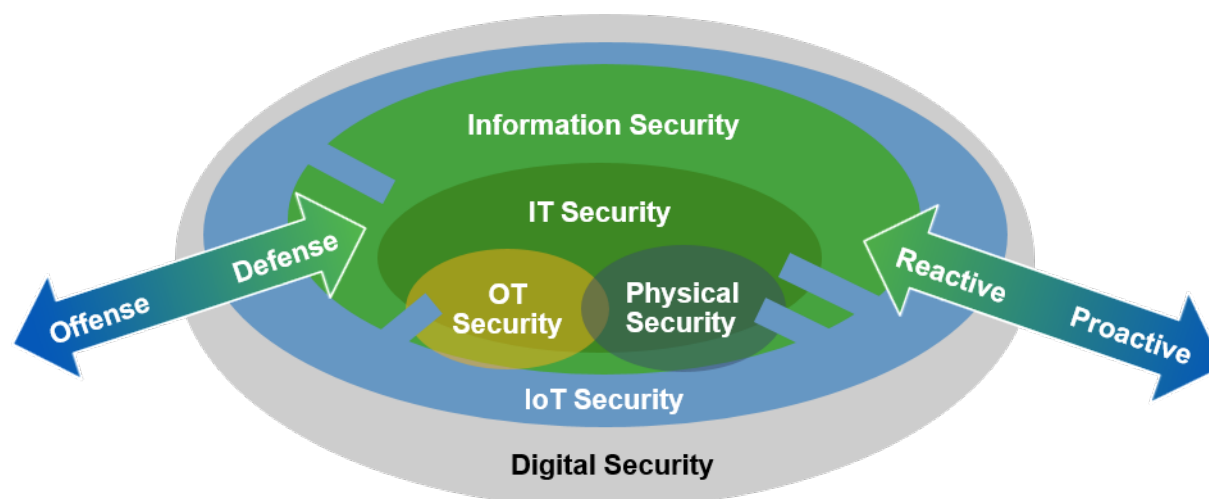 Information Security
IT Security
Defense
Offense
Reactive
Proactive
OT
Security
Physical
Security
IoT Security
Digital Security